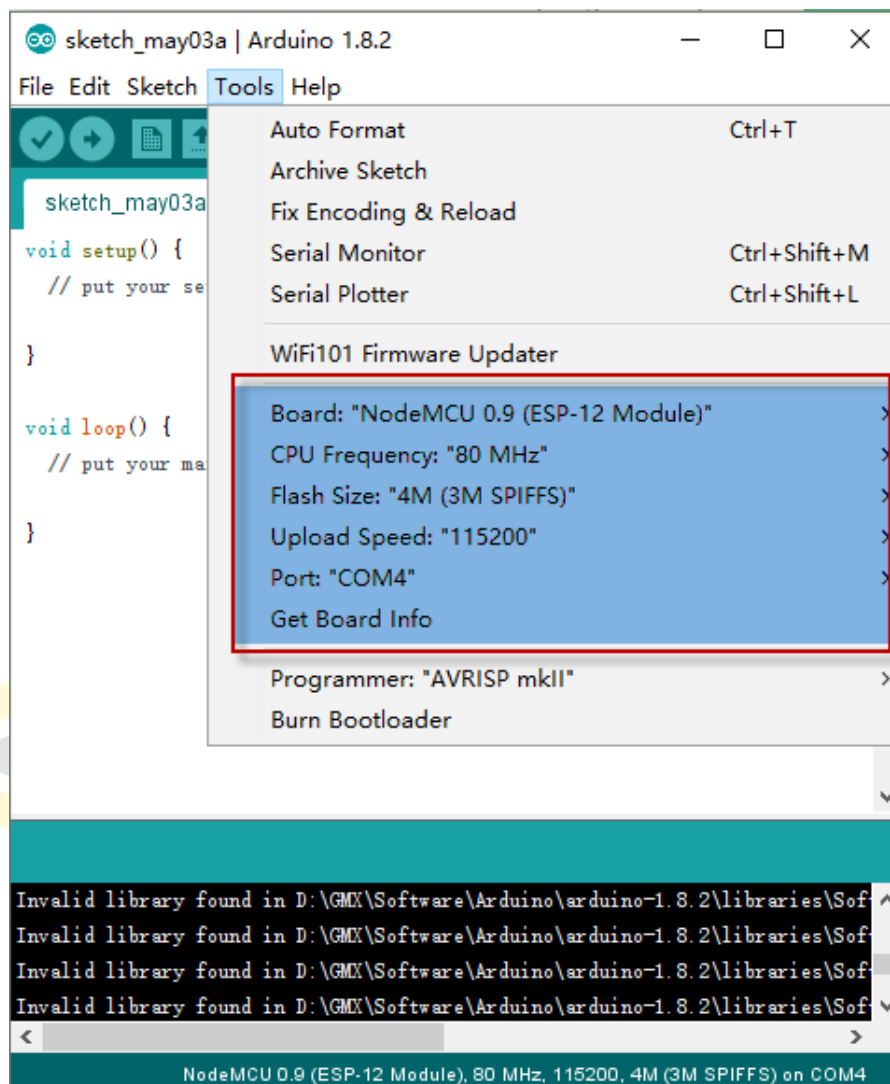 sketch_may03a | Arduino 1.8.2
File Edit Sketch Tools Help
Auto Format Ctrl+T
Archive Sketch
sketch_may03a
Fix Encoding & Reload
void setup() {
Serial Monitor Ctrl+Shift+M
// put your se
Serial Plotter Ctrl+Shift+L
}
WiFi101 Firmware Updater
Board: "NodeMCU 0.9 (ESP-12 Module)"
void loop() {
CPU Frequency: "80 MHz"
// put your ma
Flash Size: "4M (3M SPIFFS)"
}
Upload Speed: "115200"
Port: "COM4"
Get Board Info
Programmer: "AVRISP mkII"
Burn Bootloader
Invalid library found in D:\GMX\Software\Arduino\arduino-1.8.2\libraries\Sof
Invalid library found in D:\GMX\Software\Arduino\arduino-1.8.2\libraries\Sof
Invalid library found in D:\GMX\Software\Arduino\arduino-1.8.2\libraries\Sof
Invalid library found in D:\GMX\Software\Arduino\arduino-1.8.2\libraries\Sof
NodeMCU 0.9 (ESP-12 Module), 80 MHz, 115200, 4M (3M SPIFFS) on COM4